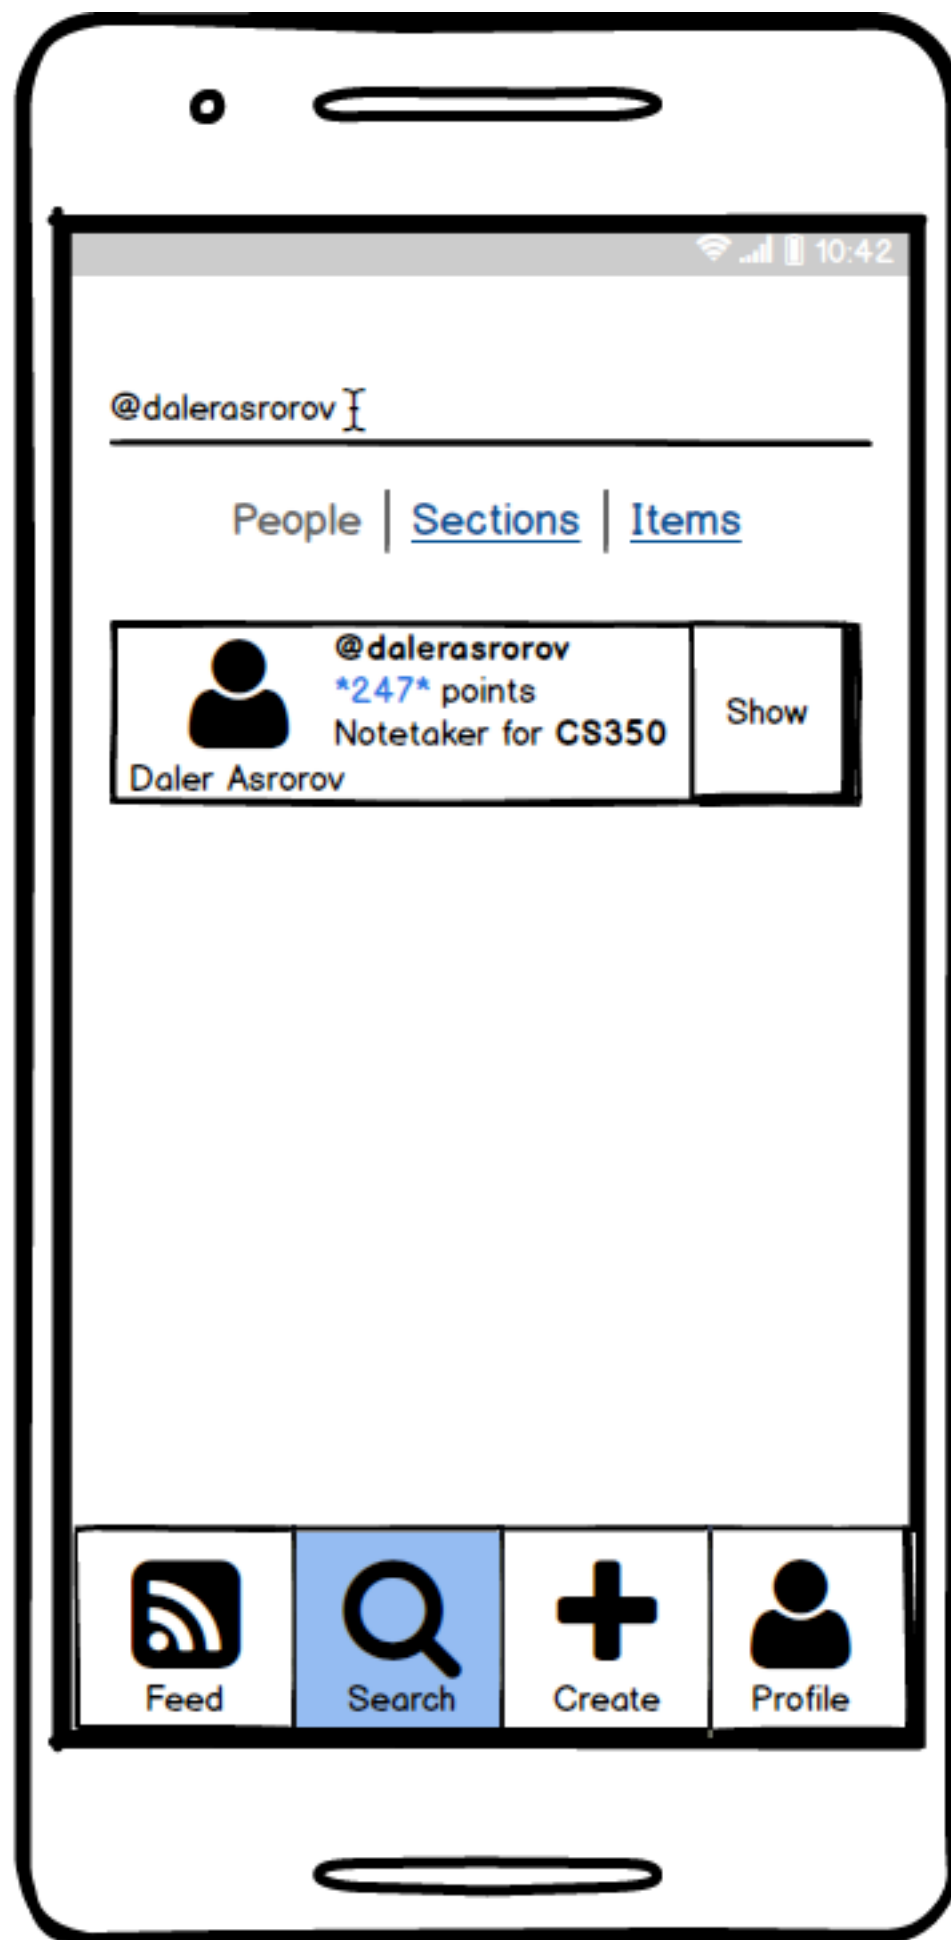 10:42
@dalerasrorov
People | Sections | Items
@dalerasrorov
*247* points
Notetaker for CS350
Daler Asrorov
Show
Feed
Search
Create
Profile